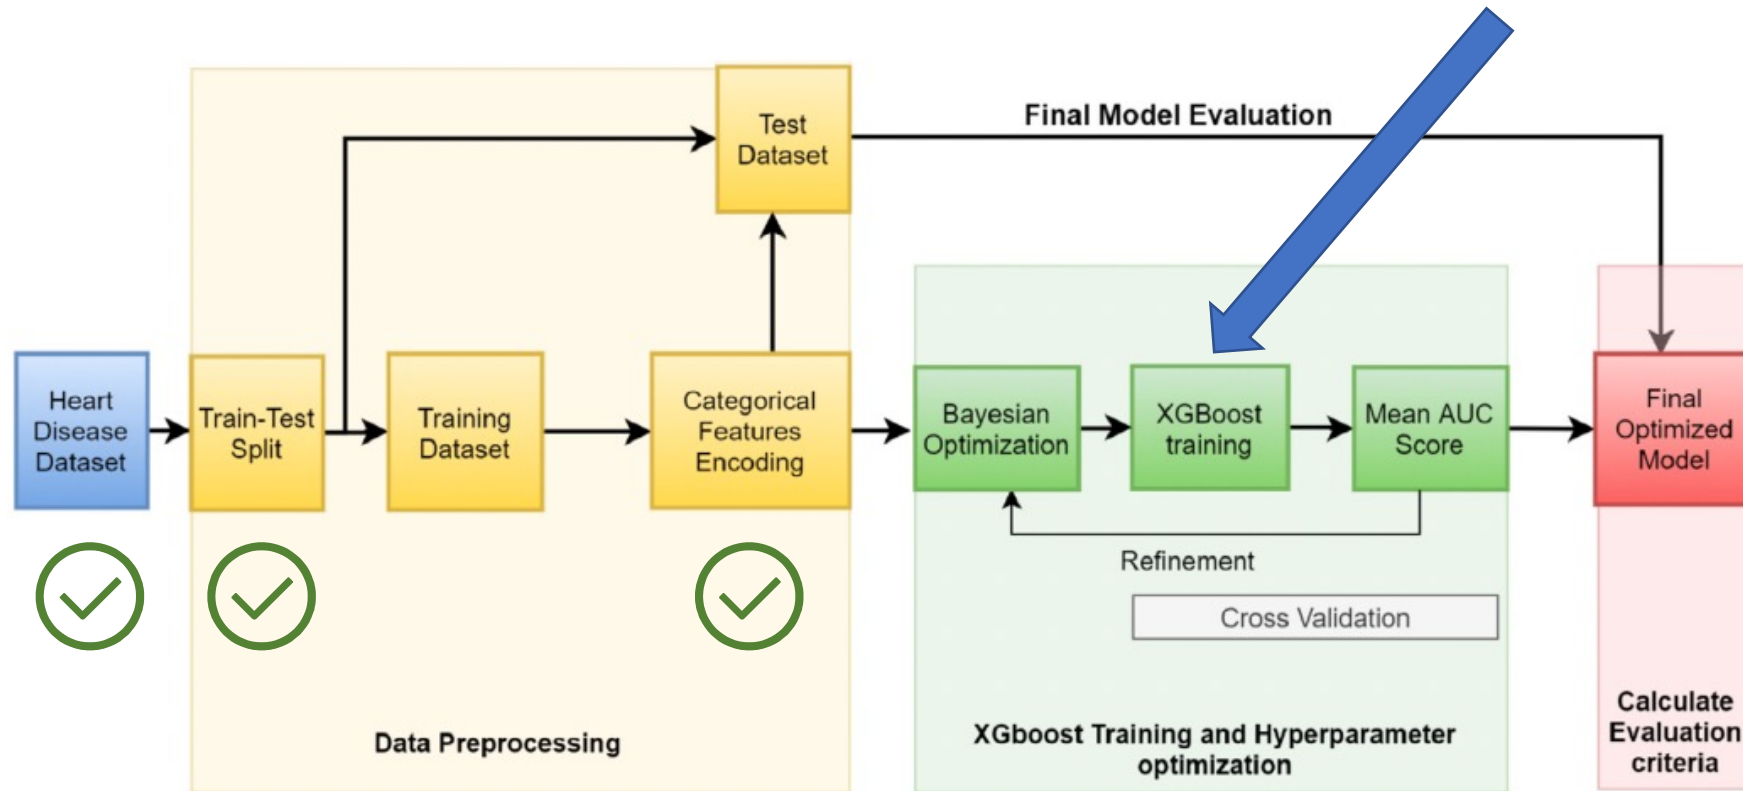 Test
Dataset
Final Model Evaluation
Heart
Disease
Dataset
Train-Test
Split
Training
Dataset
Categorical
Features
Encoding
Bayesian
Optimization
XGBoost
training
Mean AUC
Score
Final
Optimized
Model
Refinement
Cross Validation
Data Preprocessing
XGboost Training and Hyperparameter
optimization
Calculate
Evaluation
criteria